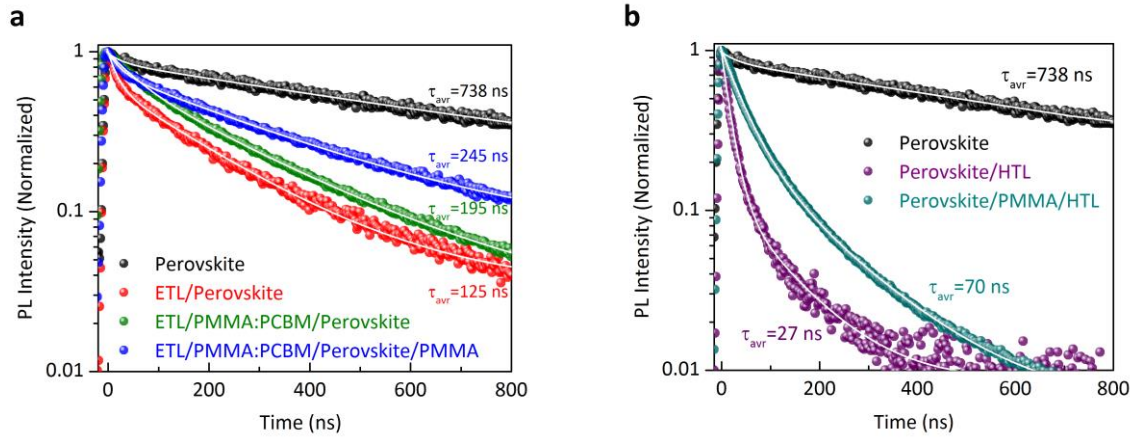 a
PL Intensity (Normalized)
1
0.1
0.01
τavr=738 ns
τavr=245 ns
τavr=195 ns
τavr=125 ns
Perovskite
ETL/Perovskite
ETL/PMMA:PCBM/Perovskite
ETL/PMMA:PCBM/Perovskite/PMMA
0 200 400 600 800
Time (ns)
b
PL Intensity (Normalized)
1
0.1
0.01
τavr=738 ns
Perovskite
Perovskite/HTL
Perovskite/PMMA/HTL
τavr=70 ns
τavr=27 ns
0 200 400 600 800
Time (ns)